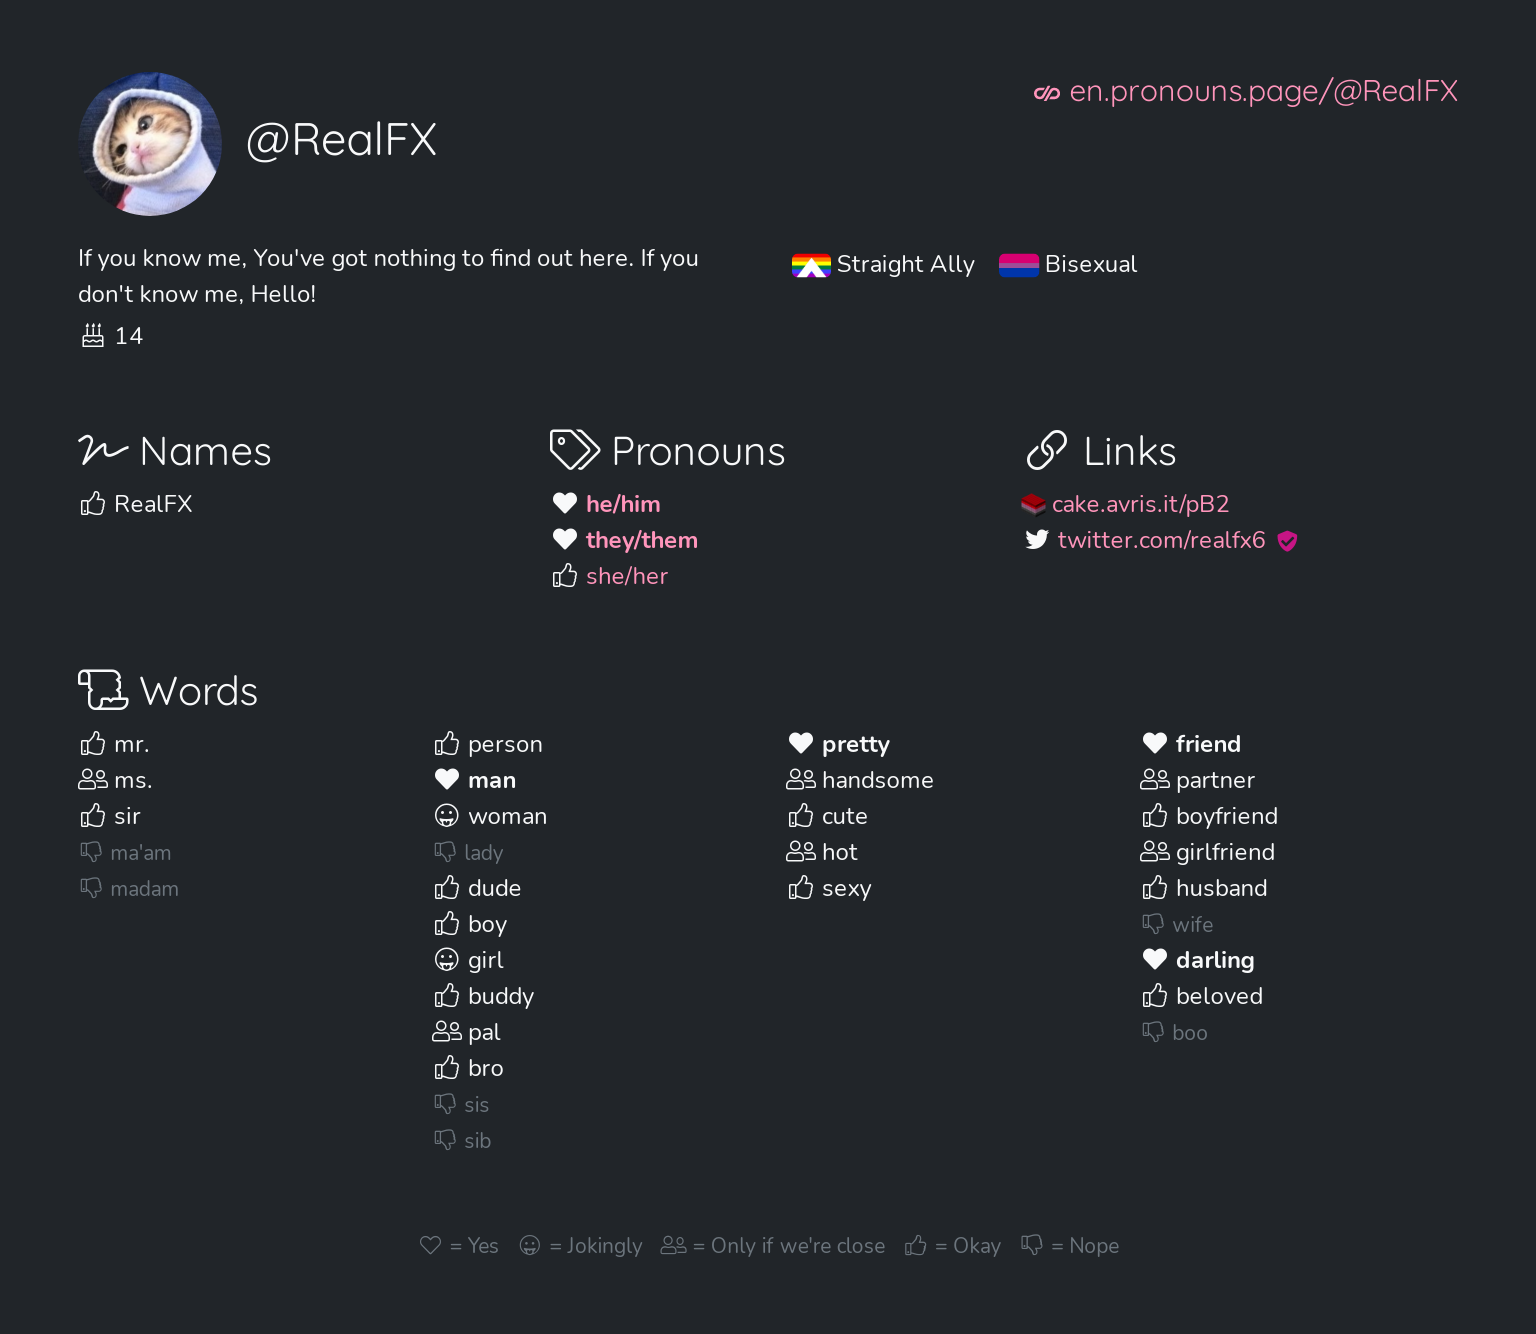 @RealFX
en.pronouns.page/@RealFX
If you know me, You've got nothing to find out here. If you
don't know me, Hello!
14
Straight Ally
Bisexual
Names
RealFX
Pronouns
he/him
they/them
she/her
Links
cake.avris.it/pB2
twitter.com/realfx6
Words
mr.
ms.
sir
ma'am
madam
person
man
woman
lady
dude
boy
girl
buddy
pal
bro
sis
sib
pretty
handsome
cute
hot
sexy
friend
partner
boyfriend
girlfriend
husband
wife
darling
beloved
boo
= Yes = Jokingly = Only if we're close = Okay = Nope